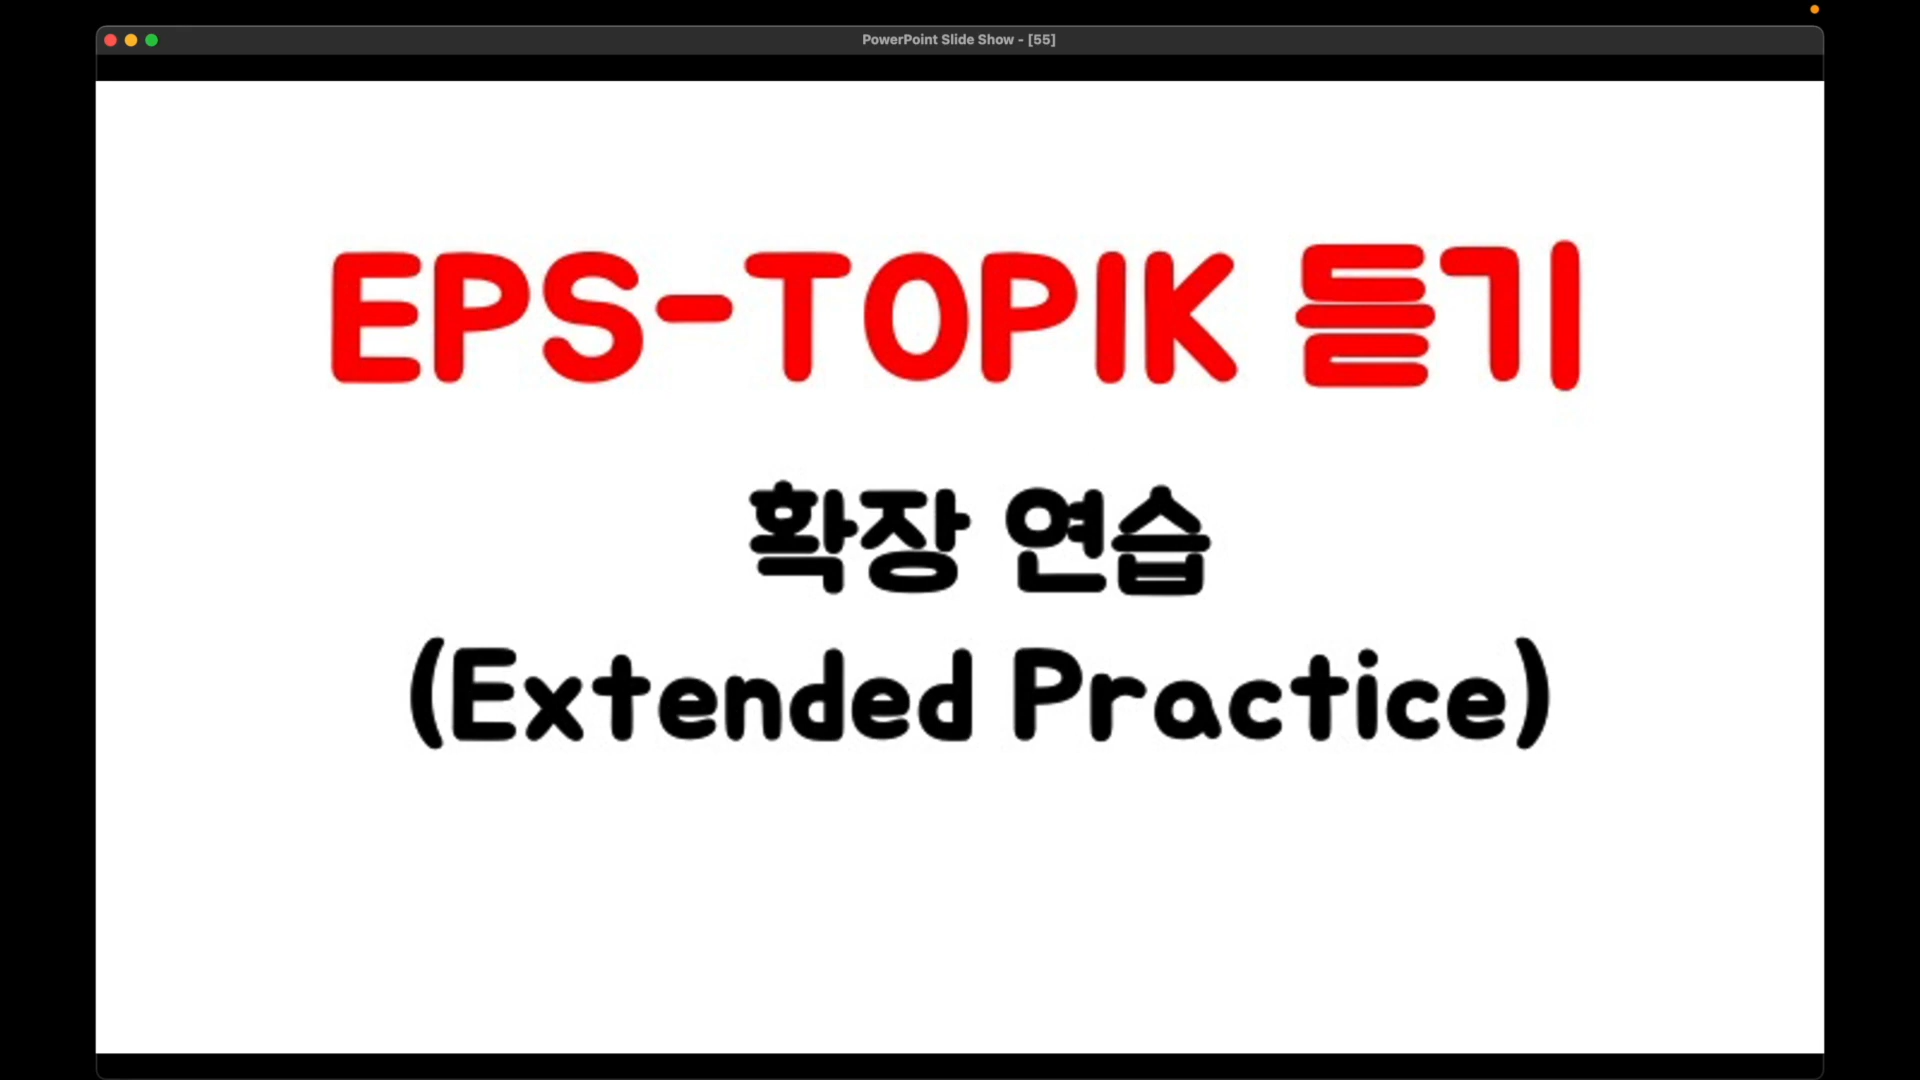 PowerPoint Slide Show - [55]
EPS-TOPIK 듣기
확장 연습
(Extended Practice)